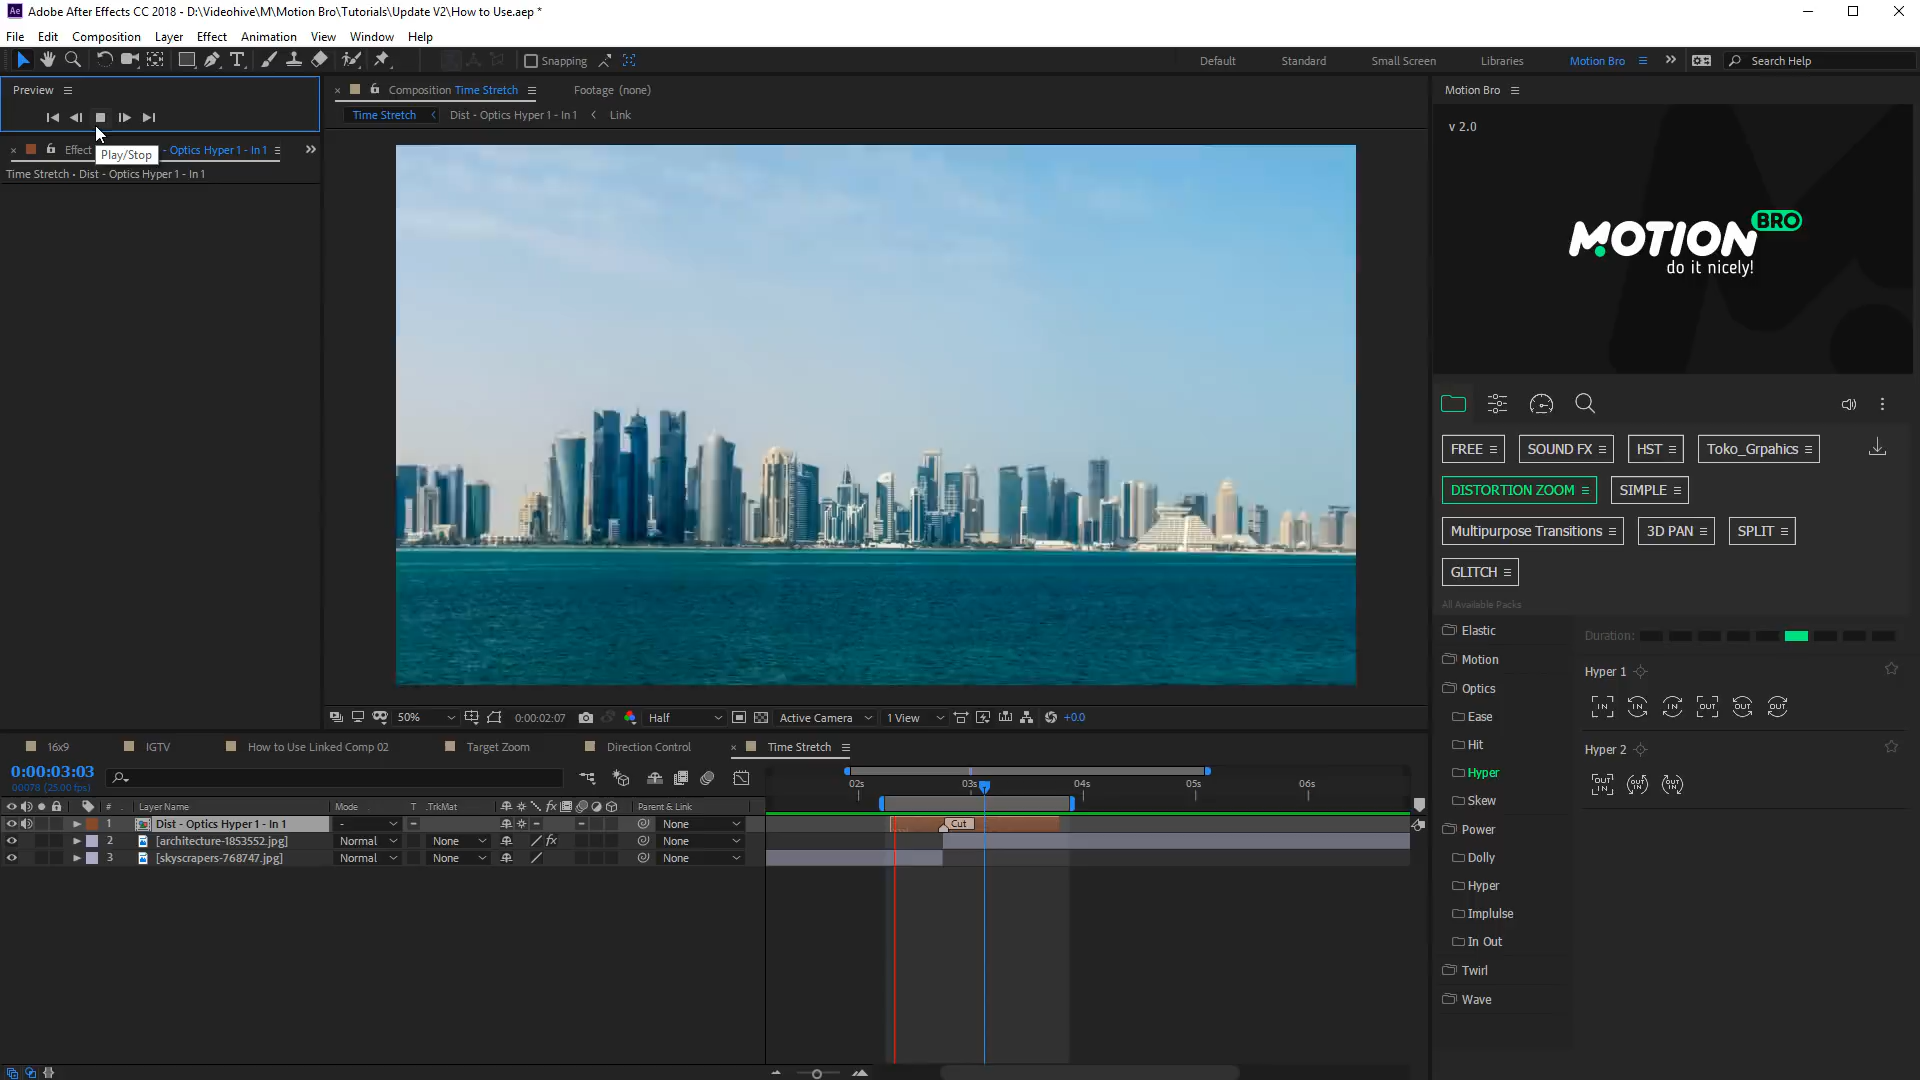 Adobe After Effects CC 2018 - D:\Videohive\M\Motion Bro\Tutorials\Update V2\How to Use.aep *
File Edit Composition Layer Effect Animation View Window Help
Snapping Default Standard Small Screen Libraries Motion Bro Search Help
Preview
Play/Stop
Effect - Optics Hyper 1 - In 1
Time Stretch • Dist - Optics Hyper 1 - In 1
Composition Time Stretch Footage (none)
Time Stretch Dist - Optics Hyper 1 - In 1 Link
50% 0:00:02:07 Half Active Camera 1 View +0.0
16x9 IGTV How to Use Linked Comp 02 Target Zoom Direction Control Time Stretch
0:00:03:03
00078 (25.00 fps)
02s 03s 04s 05s 06s
# Layer Name Mode T .TrkMat Parent & Link
1 Dist - Optics Hyper 1 - In 1 - None
Cut
2 [architecture-1853552.jpg] Normal None None
3 [skyscrapers-768747.jpg] Normal None None
Motion Bro
v 2.0
MOTION BRO
do it nicely!
FREE SOUND FX HST Toko_Grpahics
DISTORTION ZOOM SIMPLE
Multipurpose Transitions 3D PAN SPLIT
GLITCH
All Available Packs
Elastic
Motion
Optics
Ease
Hit
Hyper
Skew
Power
Dolly
Hyper
Implulse
In Out
Twirl
Wave
Duration:
Hyper 1
IN IN IN OUT OUT OUT
Hyper 2
OUT OUT OUT